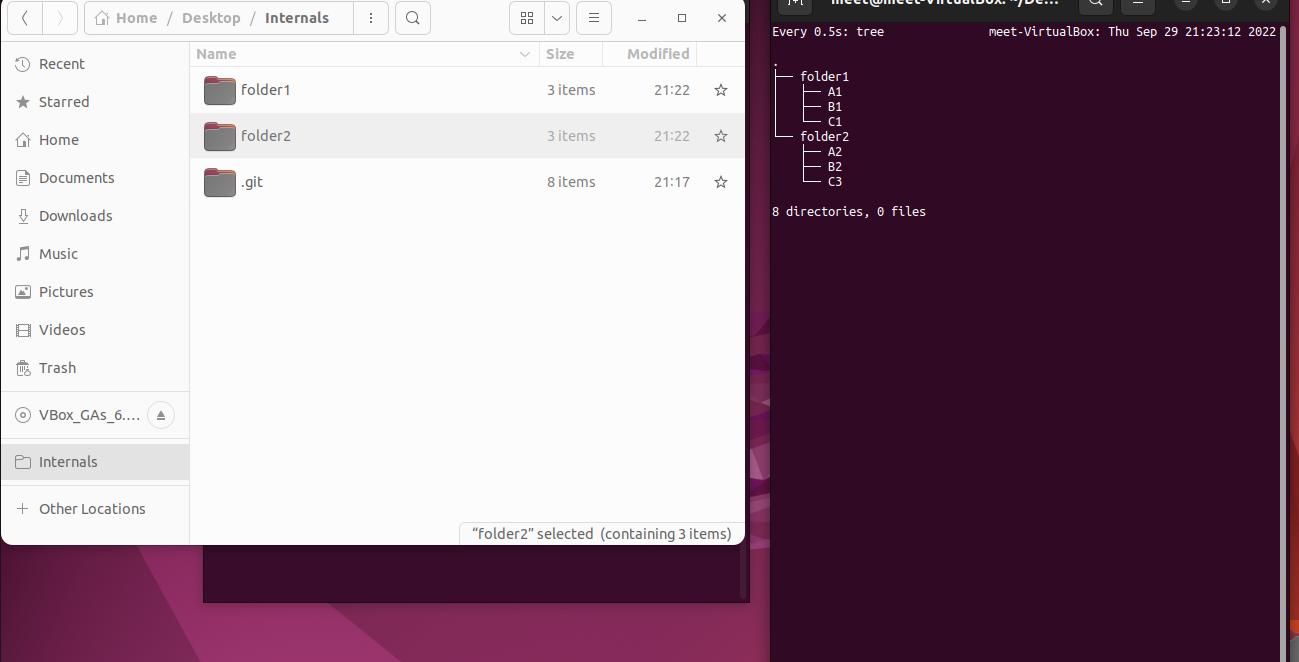 Home / Desktop / Internals
Name Size Modified
Recent
Starred
Home
Documents
Downloads
Music
Pictures
Videos
Trash
VBox_GAs_6....
Internals
Other Locations
folder1 3 items 21:22
folder2 3 items 21:22
.git 8 items 21:17
“folder2” selected (containing 3 items)
meet@meet-VirtualBox: ~/De...
Every 0.5s: tree meet-VirtualBox: Thu Sep 29 21:23:12 2022
.
├── folder1
│   ├── A1
│   ├── B1
│   └── C1
└── folder2
    ├── A2
    ├── B2
    └── C3
8 directories, 0 files